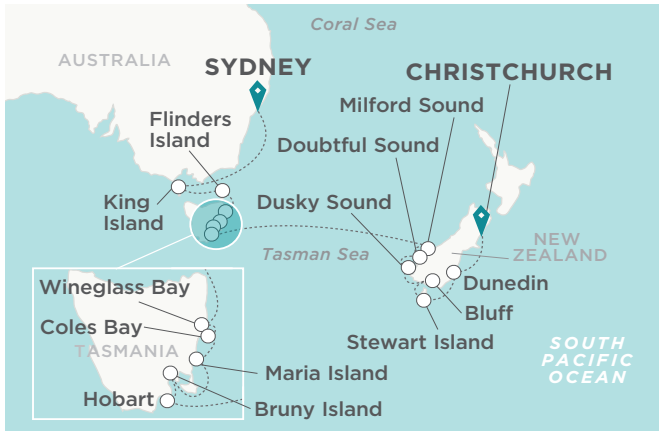 Coral Sea
AUSTRALIA
SYDNEY
CHRISTCHURCH
Milford Sound
Flinders
Island
Doubtful Sound
King
Island
Dusky Sound
Tasman Sea
NEW
ZEALAND
Dunedin
Bluff
Stewart Island
SOUTH
PACIFIC
OCEAN
Wineglass Bay
Coles Bay
TASMANIA
Maria Island
Hobart
Bruny Island